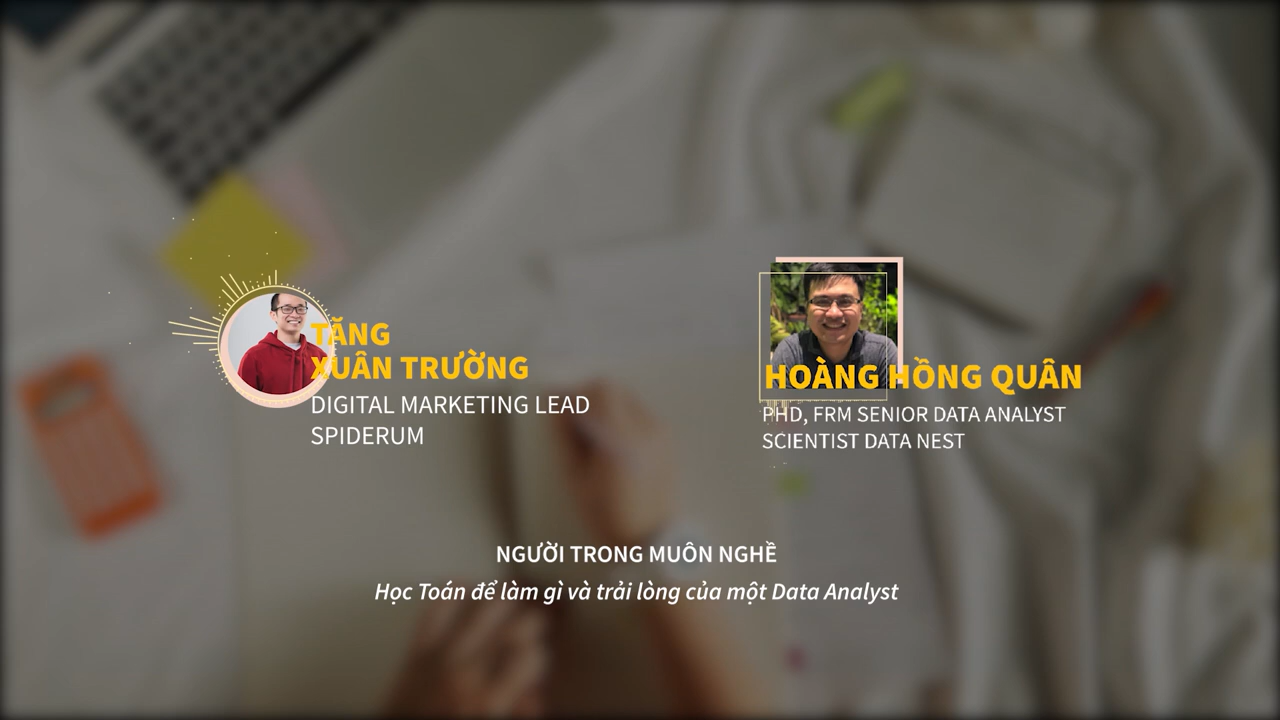 TĂNG
XUÂN TRƯỜNG
DIGITAL MARKETING LEAD
SPIDERUM
HOÀNG HỒNG QUÂN
PHD, FRM SENIOR DATA ANALYST
SCIENTIST DATA NEST
NGƯỜI TRONG MUÔN NGHỀ
Học Toán để làm gì và trải lòng của một Data Analyst